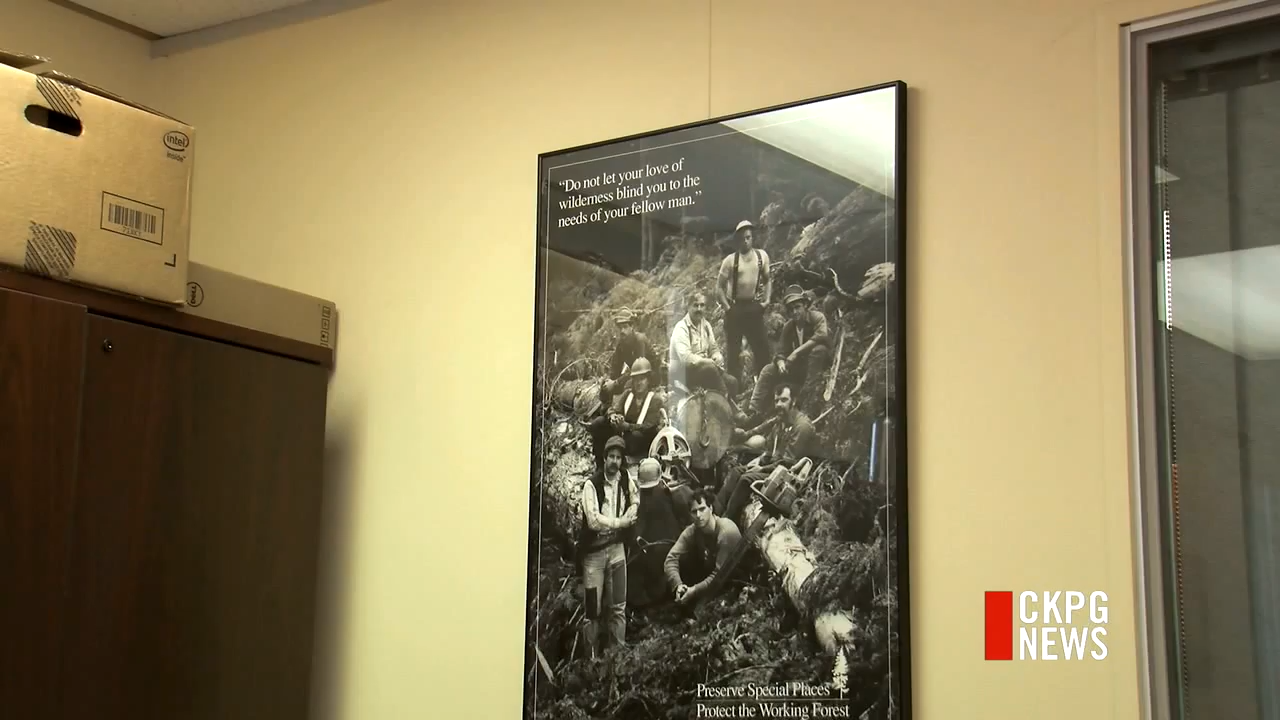 intel
inside
DELL
“Do not let your love of
wilderness blind you to the
needs of your fellow man.”
Preserve Special Places
Protect the Working Forest
CKPG
NEWS